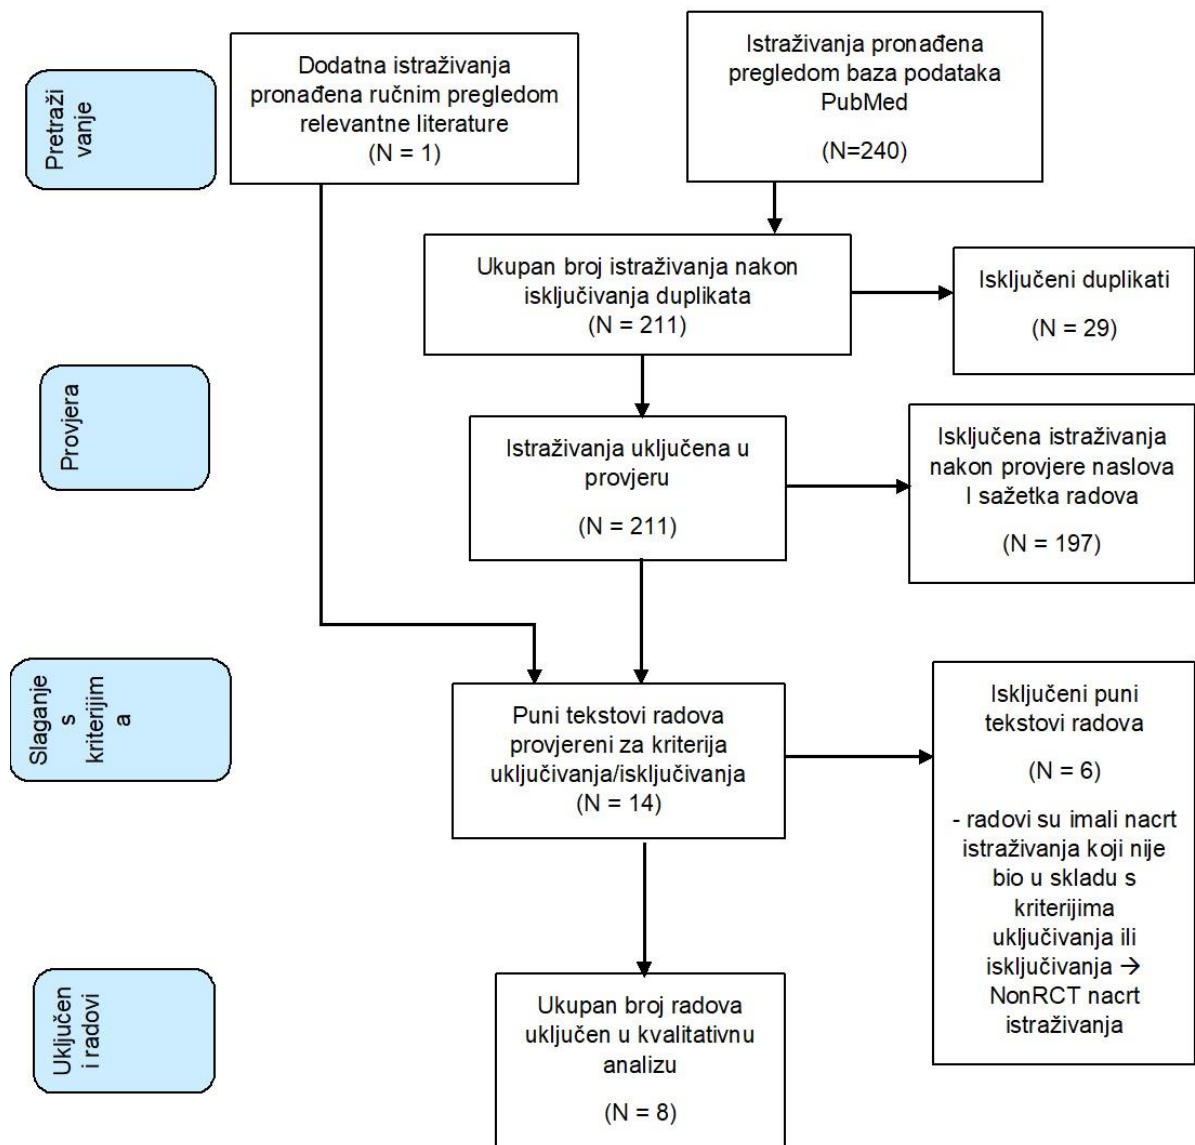 Pretraži
vanje
Dodatna istraživanja
pronađena ručnim pregledom
relevantne literature
(N = 1)
Istraživanja pronađena
pregledom baza podataka
PubMed
(N=240)
Ukupan broj istraživanja nakon
isključivanja duplikata
(N = 211)
Isključeni duplikati
(N = 29)
Provjera
Istraživanja uključena u
provjeru
(N = 211)
Isključena istraživanja
nakon provjere naslova
I sažetka radova
(N = 197)
Slaganje
s
kriterijim
a
Puni tekstovi radova
provjereni za kriterija
uključivanja/isključivanja
(N = 14)
Isključeni puni
tekstovi radova
(N = 6)
- radovi su imali nacrt
istraživanja koji nije
bio u skladu s
kriterijima
uključivanja ili
isključivanja →
NonRCT nacrt
istraživanja
Uključen
i radovi
Ukupan broj radova
uključen u kvalitativnu
analizu
(N = 8)